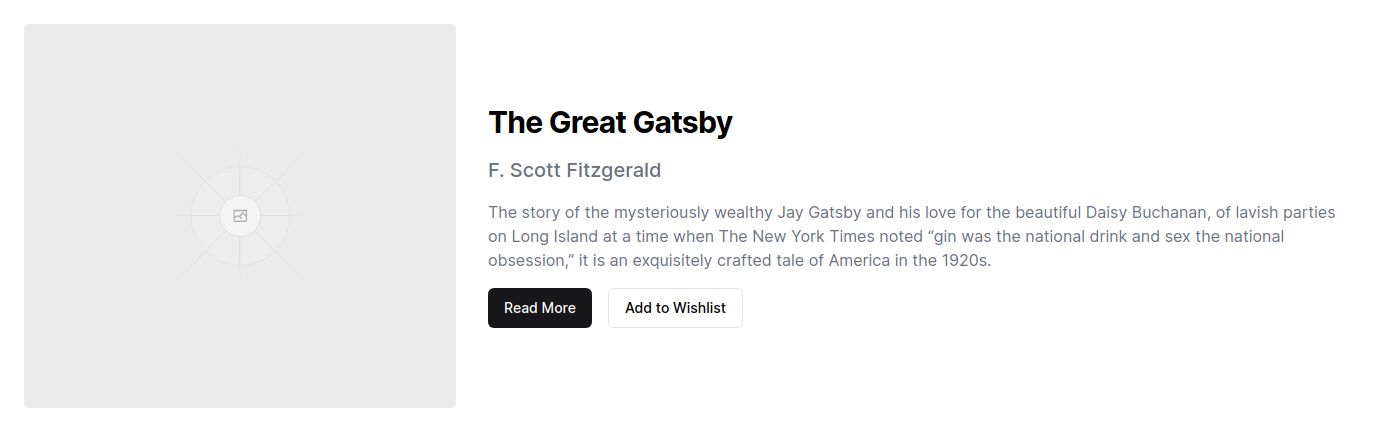 The Great Gatsby
F. Scott Fitzgerald
The story of the mysteriously wealthy Jay Gatsby and his love for the beautiful Daisy Buchanan, of lavish parties
on Long Island at a time when The New York Times noted “gin was the national drink and sex the national
obsession,” it is an exquisitely crafted tale of America in the 1920s.
Read More
Add to Wishlist